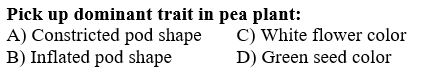 Pick up dominant trait in pea plant:
A) Constricted pod shape C) White flower color
B) Inflated pod shape D) Green seed color